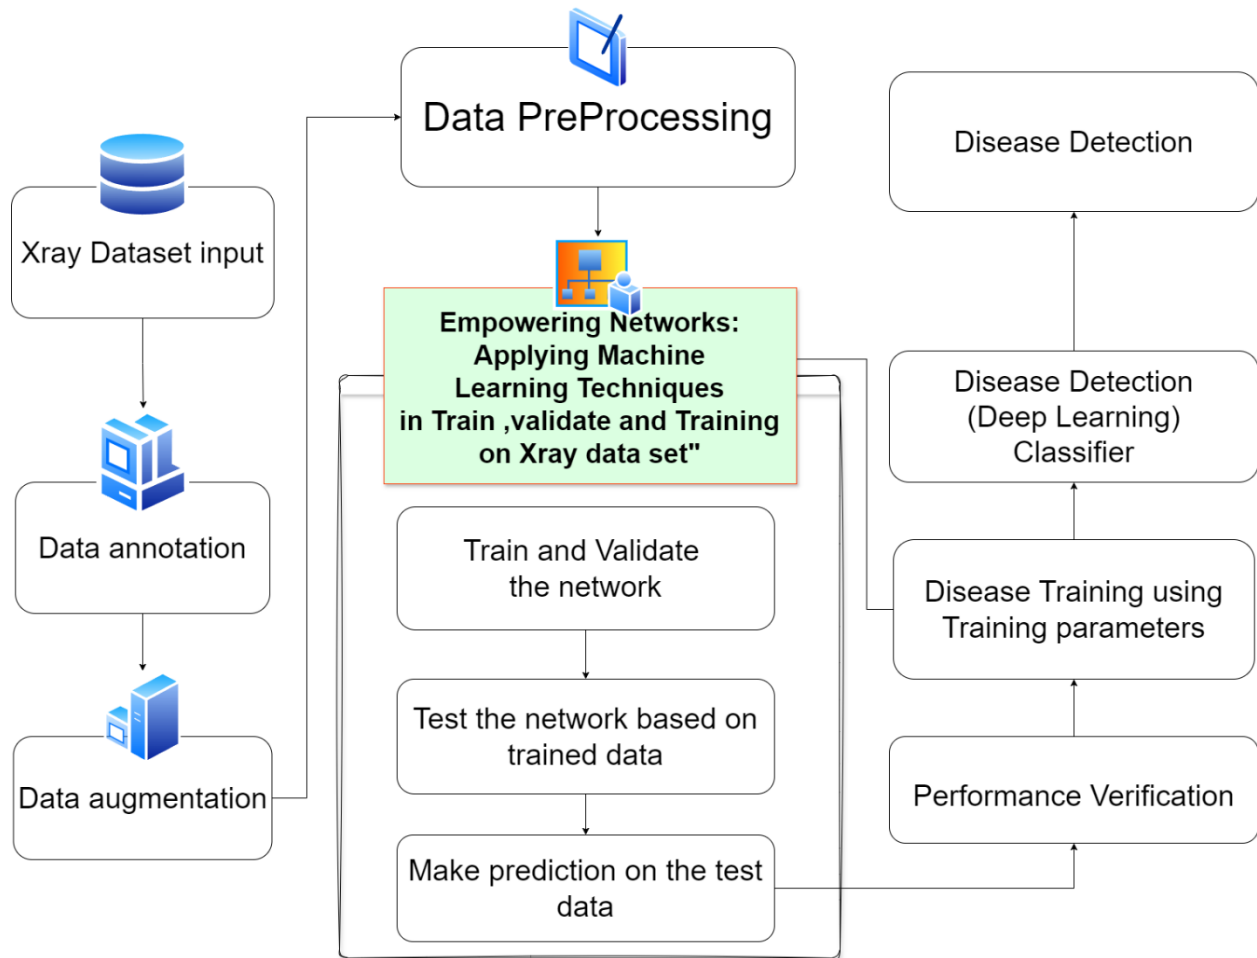 Xray Dataset input
Data annotation
Data augmentation
Data PreProcessing
Empowering Networks:
Applying Machine
Learning Techniques
in Train ,validate and Training
on Xray data set"
Train and Validate
the network
Test the network based on
trained data
Make prediction on the test
data
Performance Verification
Disease Training using
Training parameters
Disease Detection
(Deep Learning)
Classifier
Disease Detection